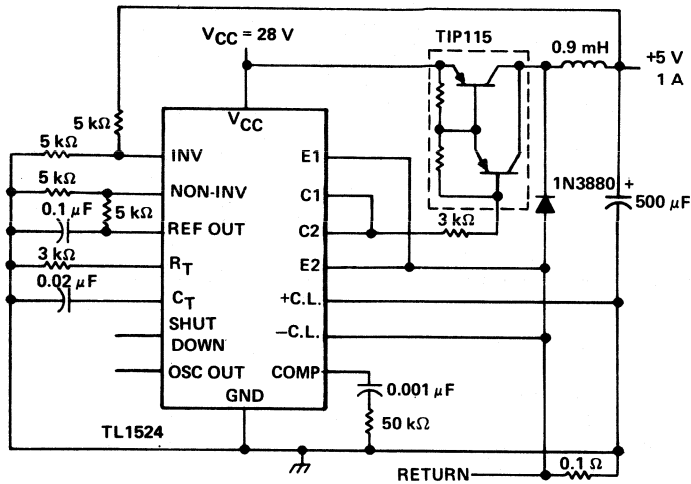 VCC = 28 V
TIP115
0.9 mH
+5 V
1 A
5 kΩ
VCC
5 kΩ
INV
E1
5 kΩ
NON-INV
C1
1N3880
+
500 μF
0.1 μF
5 kΩ
REF OUT
C2
3 kΩ
3 kΩ
RT
E2
0.02 μF
CT
+C.L.
SHUT
DOWN
−C.L.
OSC OUT
COMP
0.001 μF
GND
50 kΩ
TL1524
RETURN
0.1 Ω